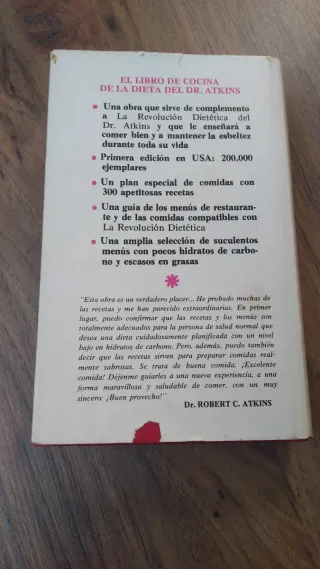 EL LIBRO DE COCINA
DE LA DIETA DEL DR. ATKINS
Una obra que sirve de complemento
a La Revolución Dietética del
Dr. Atkins y que le enseñará a
comer bien y a mantener la esbeltez
durante toda su vida
Primera edición en USA: 200.000
ejemplares
Un plan especial de comidas con
300 apetitosas recetas
Una guía de los menús de restauran-
te y de las comidas compatibles con
La Revolución Dietética
Una amplia selección de suculentos
menús con pocos hidratos de carbo-
no y escasos en grasas
"Esta obra es un verdadero placer... He probado muchas de
las recetas y me han parecido extraordinarias. En primer
lugar, puedo confirmar que las recetas y los menús son
totalmente adecuados para la persona de salud normal que
desea una dieta cuidadosamente planificada con un nivel
bajo en hidratos de carbono. Pero, además, puedo también
decir que las recetas sirven para preparar comidas real-
mente sabrosas. Se trata de buena comida. ¡Excelente
comida! Déjenme guiarles a una nueva experiencia, a una
forma maravillosa y saludable de comer, con un muy
sincero: ¡Buen provecho!"
Dr. ROBERT C. ATKINS